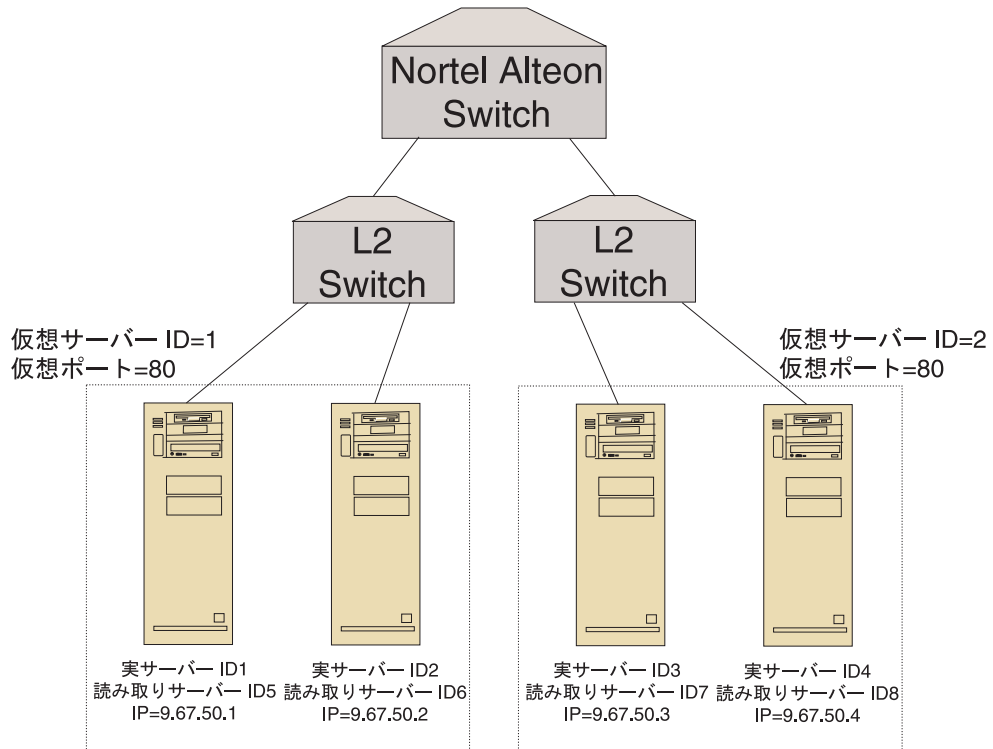 Nortel Alteon
Switch
L2
Switch
L2
Switch
仮想サーバー ID=1
仮想ポート=80
仮想サーバー ID=2
仮想ポート=80
実サーバー ID1
読み取りサーバー ID5
IP=9.67.50.1
実サーバー ID2
読み取りサーバー ID6
IP=9.67.50.2
実サーバー ID3
読み取りサーバー ID7
IP=9.67.50.3
実サーバー ID4
読み取りサーバー ID8
IP=9.67.50.4